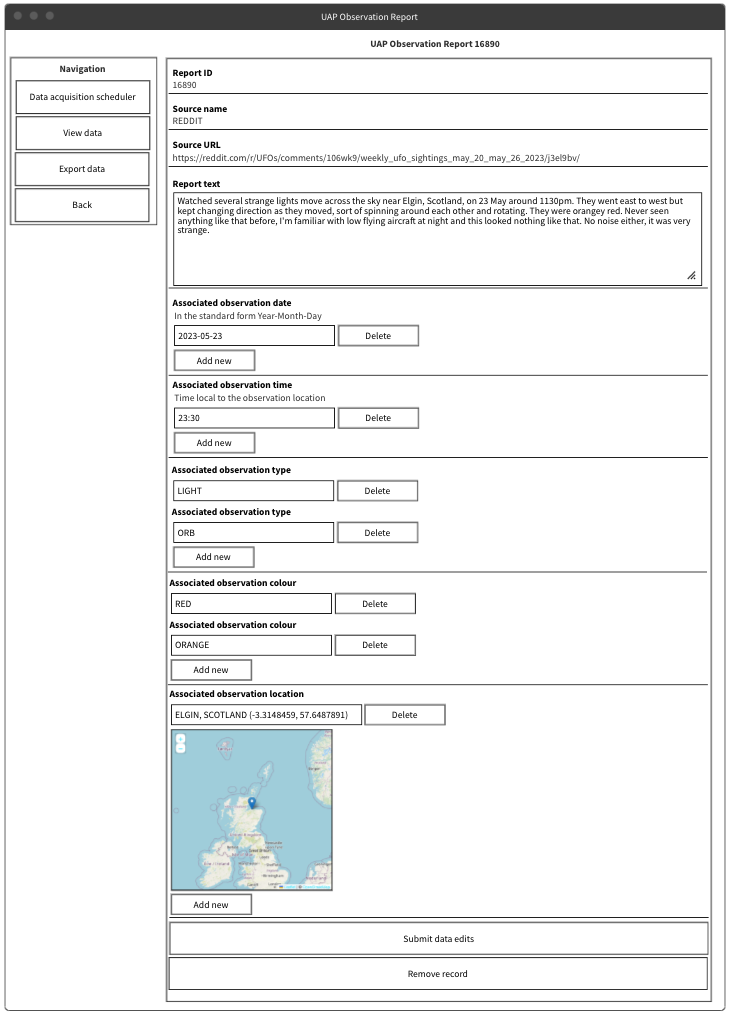 UAP Observation Report
UAP Observation Report 16890
Navigation
Data acquisition scheduler
View data
Export data
Back
Report ID
16890
Source name
REDDIT
Source URL
https://reddit.com/r/UFOs/comments/106wk9/weekly_ufo_sightings_may_20_may_26_2023/j3el9bv/
Report text
Watched several strange lights move across the sky near Elgin, Scotland, on 23 May around 1130pm. They went east to west but
kept changing direction as they moved, sort of spinning around each other and rotating. They were orangey red. Never seen
anything like that before, I'm familiar with low flying aircraft at night and this looked nothing like that. No noise either, it was very
strange.
Associated observation date
In the standard form Year-Month-Day
2023-05-23
Delete
Add new
Associated observation time
Time local to the observation location
23:30
Delete
Add new
Associated observation type
LIGHT
Delete
Associated observation type
ORB
Delete
Add new
Associated observation colour
RED
Delete
Associated observation colour
ORANGE
Delete
Add new
Associated observation location
ELGIN, SCOTLAND (-3.3148459, 57.6487891)
Delete
+
−
Add new
Submit data edits
Remove record